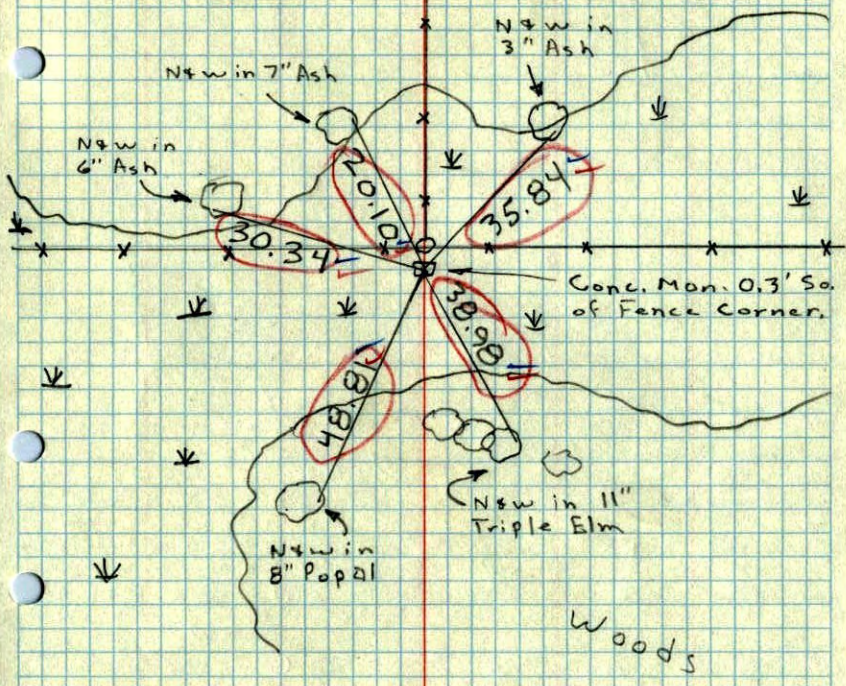 N&W in
3" Ash
N&W in 7" Ash
N&W in
6" Ash
20.10
35.84
30.34
Conc. Mon. 0.3' So.
of Fence Corner.
38.98
48.81
N&W in 11"
Triple Elm
N&W in
8" Popal
Woods